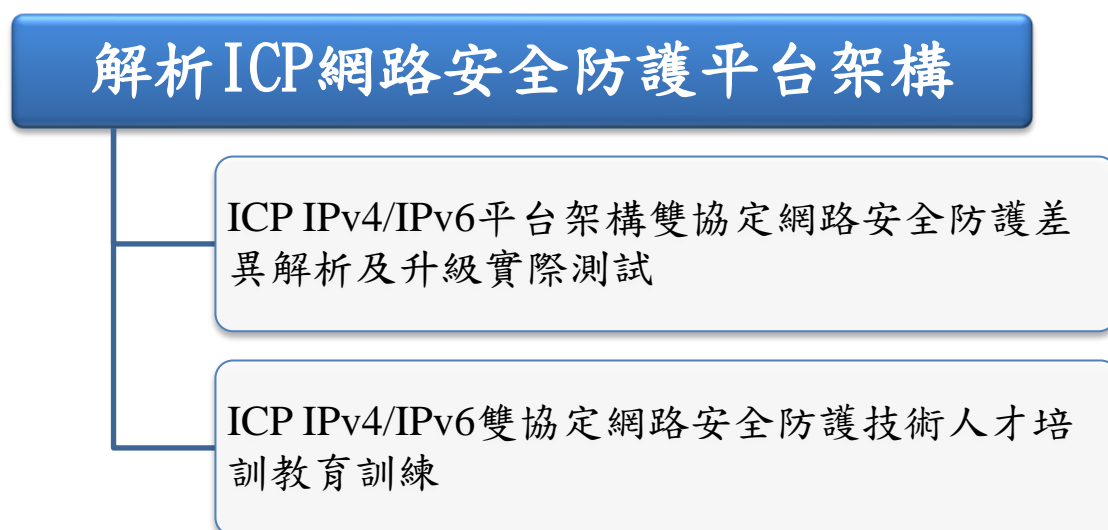 解析ICP網路安全防護平台架構
ICP IPv4/IPv6平台架構雙協定網路安全防護差
異解析及升級實際測試
ICP IPv4/IPv6雙協定網路安全防護技術人才培
訓教育訓練